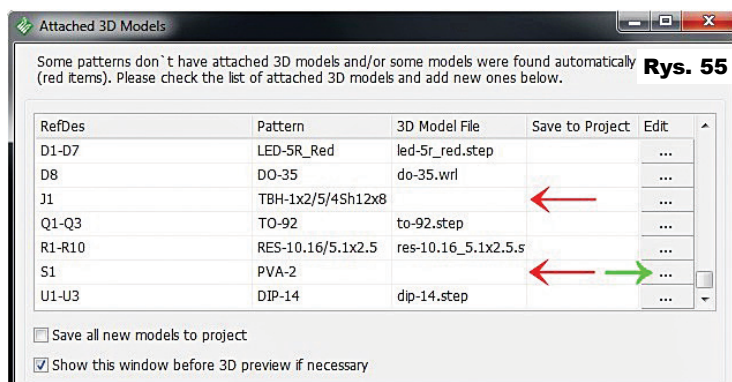 Attached 3D Models
Some patterns don`t have attached 3D models and/or some models were found automatically
(red items). Please check the list of attached 3D models and add new ones below.
Rys. 55
RefDes Pattern 3D Model File Save to Project Edit
D1-D7 LED-5R_Red led-5r_red.step ...
D8 DO-35 do-35.wrl ...
J1 TBH-1x2/5/4Sh12x8 ...
Q1-Q3 TO-92 to-92.step ...
R1-R10 RES-10.16/5.1x2.5 res-10.16_5.1x2.5.s ...
S1 PVA-2 ...
U1-U3 DIP-14 dip-14.step ...
Save all new models to project
Show this window before 3D preview if necessary